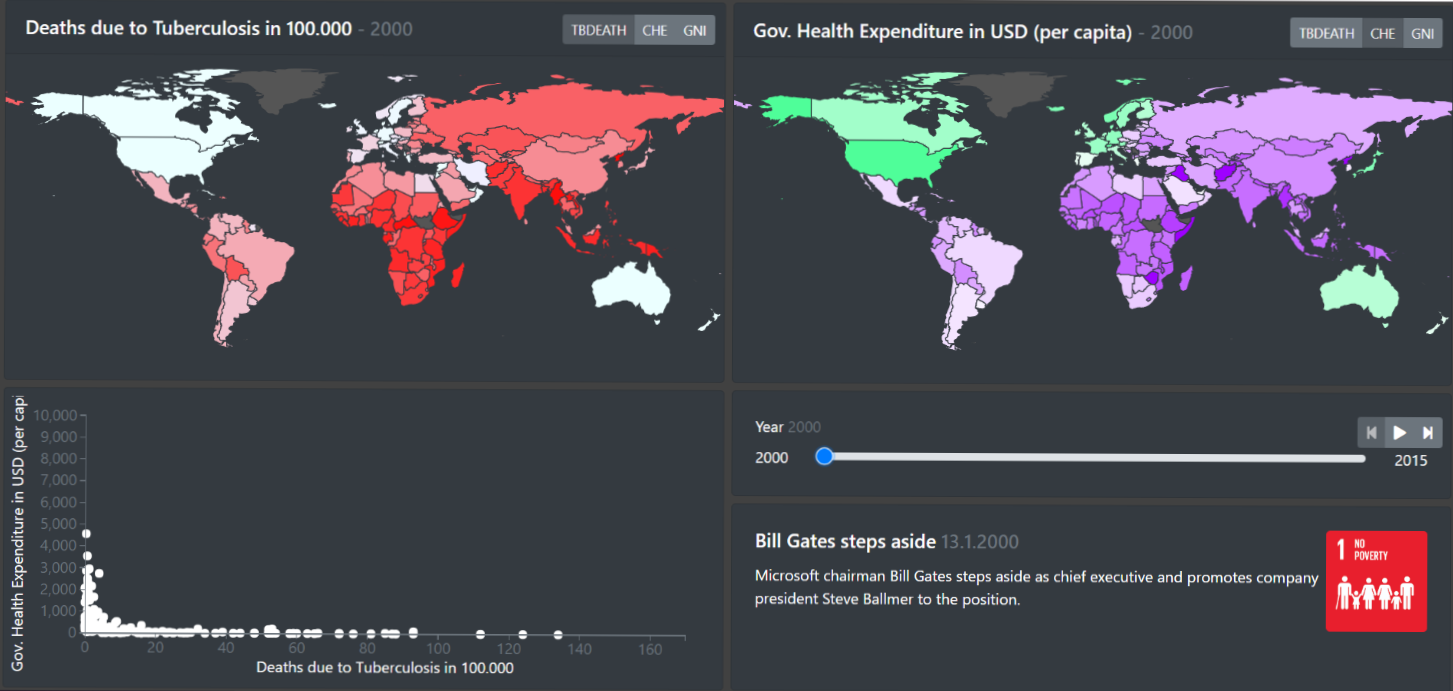 Deaths due to Tuberculosis in 100.000 - 2000
TBDEATH CHE GNI
Gov. Health Expenditure in USD (per capita) - 2000
TBDEATH CHE GNI
Gov. Health Expenditure in USD (per capi
10,000
9,000
8,000
7,000
6,000
5,000
4,000
3,000
2,000
1,000
0
0 20 40 60 80 100 120 140 160
Deaths due to Tuberculosis in 100.000
Year 2000
2000
2015
Bill Gates steps aside 13.1.2000
Microsoft chairman Bill Gates steps aside as chief executive and promotes company
president Steve Ballmer to the position.
1 NO
POVERTY